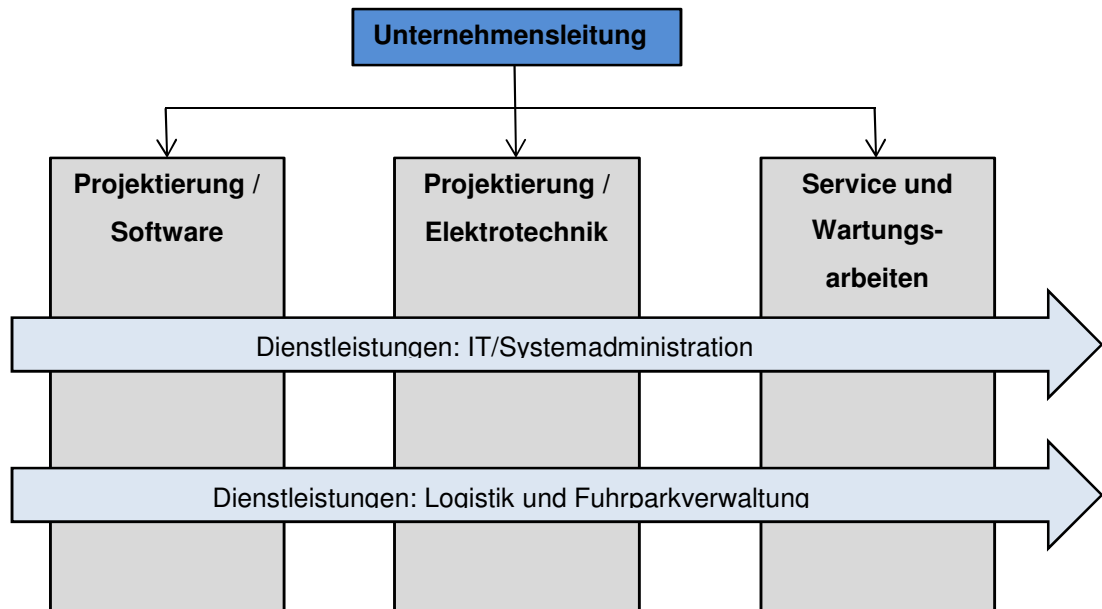 Unternehmensleitung
Projektierung /
Software
Projektierung /
Elektrotechnik
Service und
Wartungs-
arbeiten
Dienstleistungen: IT/Systemadministration
Dienstleistungen: Logistik und Fuhrparkverwaltung